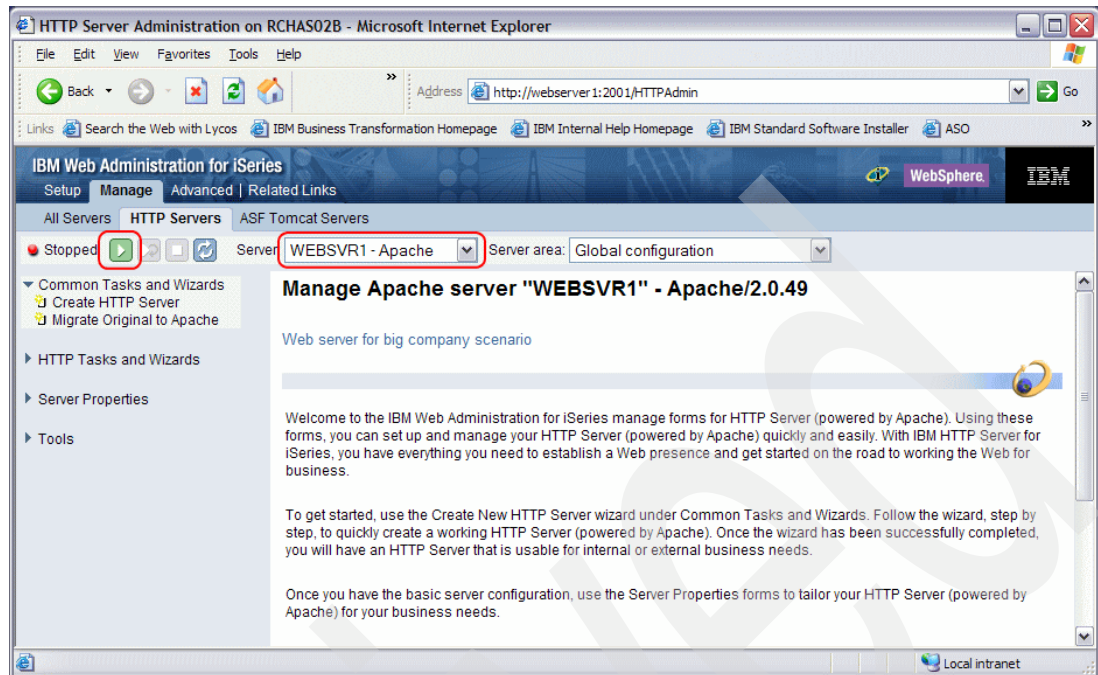 HTTP Server Administration on RCHAS02B - Microsoft Internet Explorer
File Edit View Favorites Tools Help
Back » Address http://webserver1:2001/HTTPAdmin Go
Links Search the Web with Lycos IBM Business Transformation Homepage IBM Internal Help Homepage IBM Standard Software Installer ASO »
IBM Web Administration for iSeries
Setup Manage Advanced | Related Links WebSphere. IBM
All Servers HTTP Servers ASF Tomcat Servers
Stopped Server WEBSVR1 - Apache Server area: Global configuration
Common Tasks and Wizards
Create HTTP Server
Migrate Original to Apache
HTTP Tasks and Wizards
Server Properties
Tools
Manage Apache server "WEBSVR1" - Apache/2.0.49
Web server for big company scenario
Welcome to the IBM Web Administration for iSeries manage forms for HTTP Server (powered by Apache). Using these
forms, you can set up and manage your HTTP Server (powered by Apache) quickly and easily. With IBM HTTP Server for
iSeries, you have everything you need to establish a Web presence and get started on the road to working the Web for
business.
To get started, use the Create New HTTP Server wizard under Common Tasks and Wizards. Follow the wizard, step by
step, to quickly create a working HTTP Server (powered by Apache). Once the wizard has been successfully completed,
you will have an HTTP Server that is usable for internal or external business needs.
Once you have the basic server configuration, use the Server Properties forms to tailor your HTTP Server (powered by
Apache) for your business needs.
Local intranet